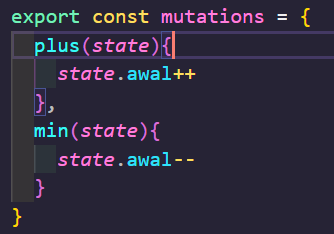 export const mutations = {
  plus(state){
    state.awal++
  },
  min(state){
    state.awal--
  }
}